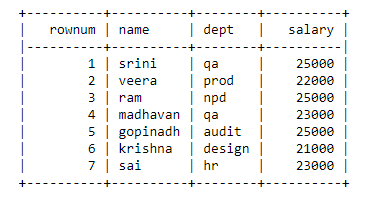 +----------+----------+--------+----------+
|   rownum | name     | dept   |   salary |
|----------+----------+--------+----------|
|        1 | srini    | qa     |    25000 |
|        2 | veera    | prod   |    22000 |
|        3 | ram      | npd    |    25000 |
|        4 | madhavan | qa     |    23000 |
|        5 | gopinadh | audit  |    25000 |
|        6 | krishna  | design |    21000 |
|        7 | sai      | hr     |    23000 |
+----------+----------+--------+----------+